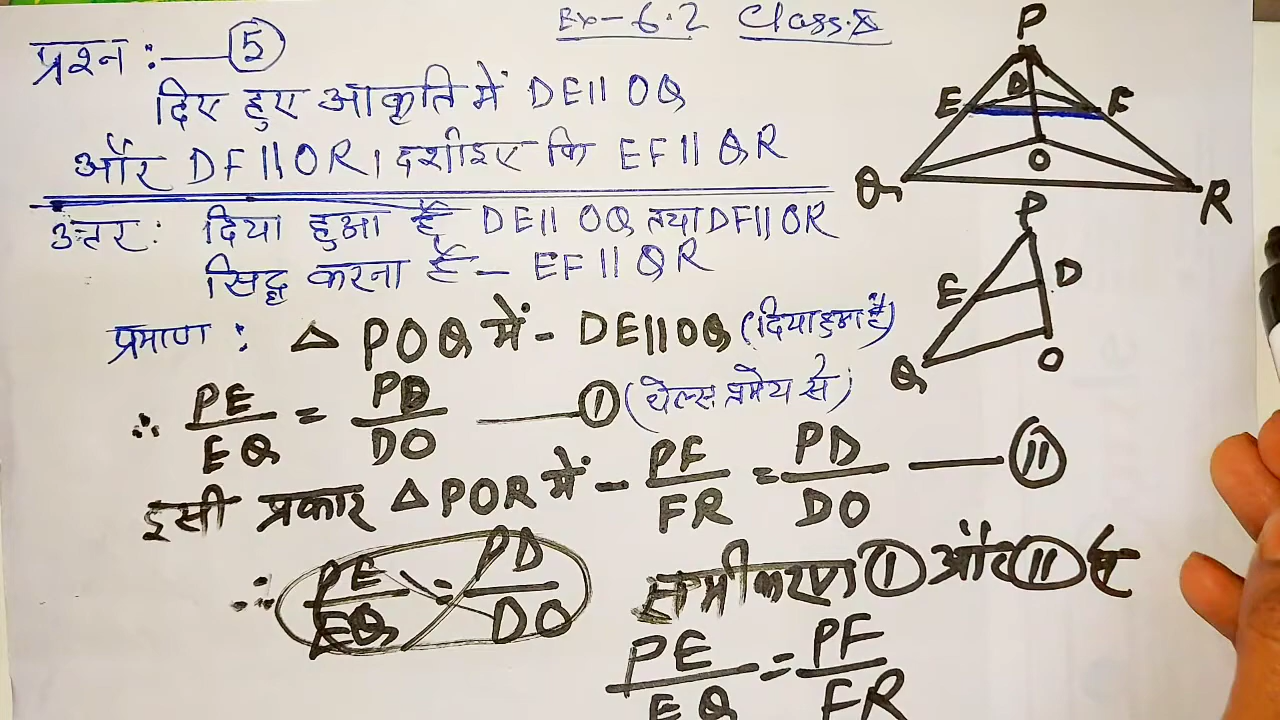 Ex-6.2 Class-X
प्रश्न :— 5
दिए हुए आकृति में DE||OQ
और DF||OR। दर्शाइए कि EF||QR
उत्तर: दिया हुआ है DE||OQ तथा DF||OR
सिद्ध करना है- EF||QR
प्रमाण : △ POQ में - DE||OQ (दिया हुआ है)
∴ PE/EQ = PD/DO — I (थेल्स प्रमेय से)
इसी प्रकार △POR में - PF/FR = PD/DO — II
∴ PE/EQ = PD/DO
समीकरण I और II से
PE/EQ = PF/FR
P
E D F
O
Q R
P
E D
Q O